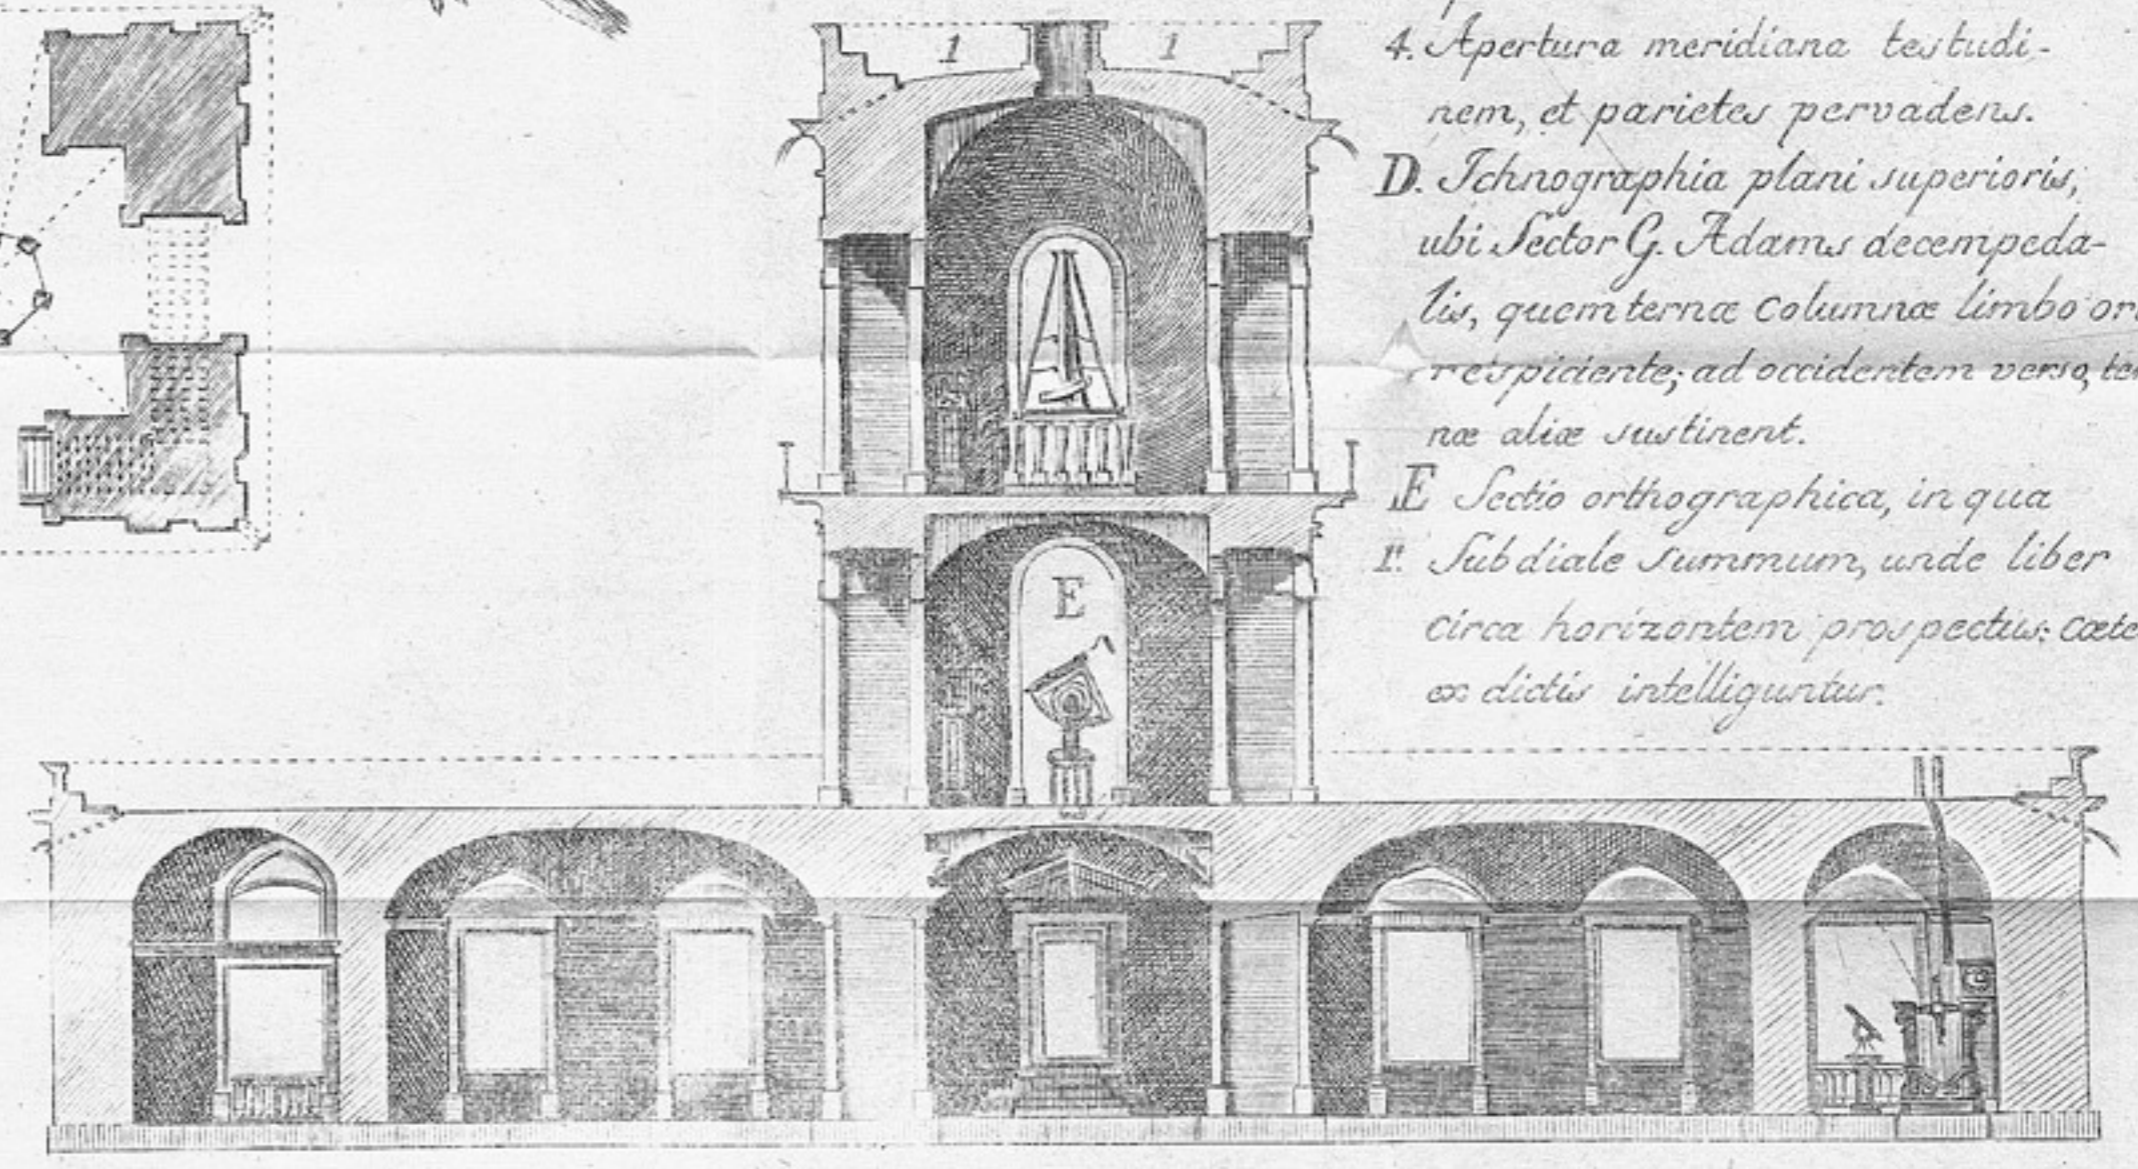 1 1
4. Apertura meridiana testudi-
nem, et parietes pervadens.
D. Ichnographia plani superioris,
ubi Sector G. Adams decempeda-
lis, quem ternæ columnæ limbo ori
respiciente; ad occidentem verso, ter
næ aliæ sustinent.
E Sectio orthographica, in qua
1. Subdiale summum, unde liber
circa horizontem prospectus: cæte
ex dictis intelliguntur.
E